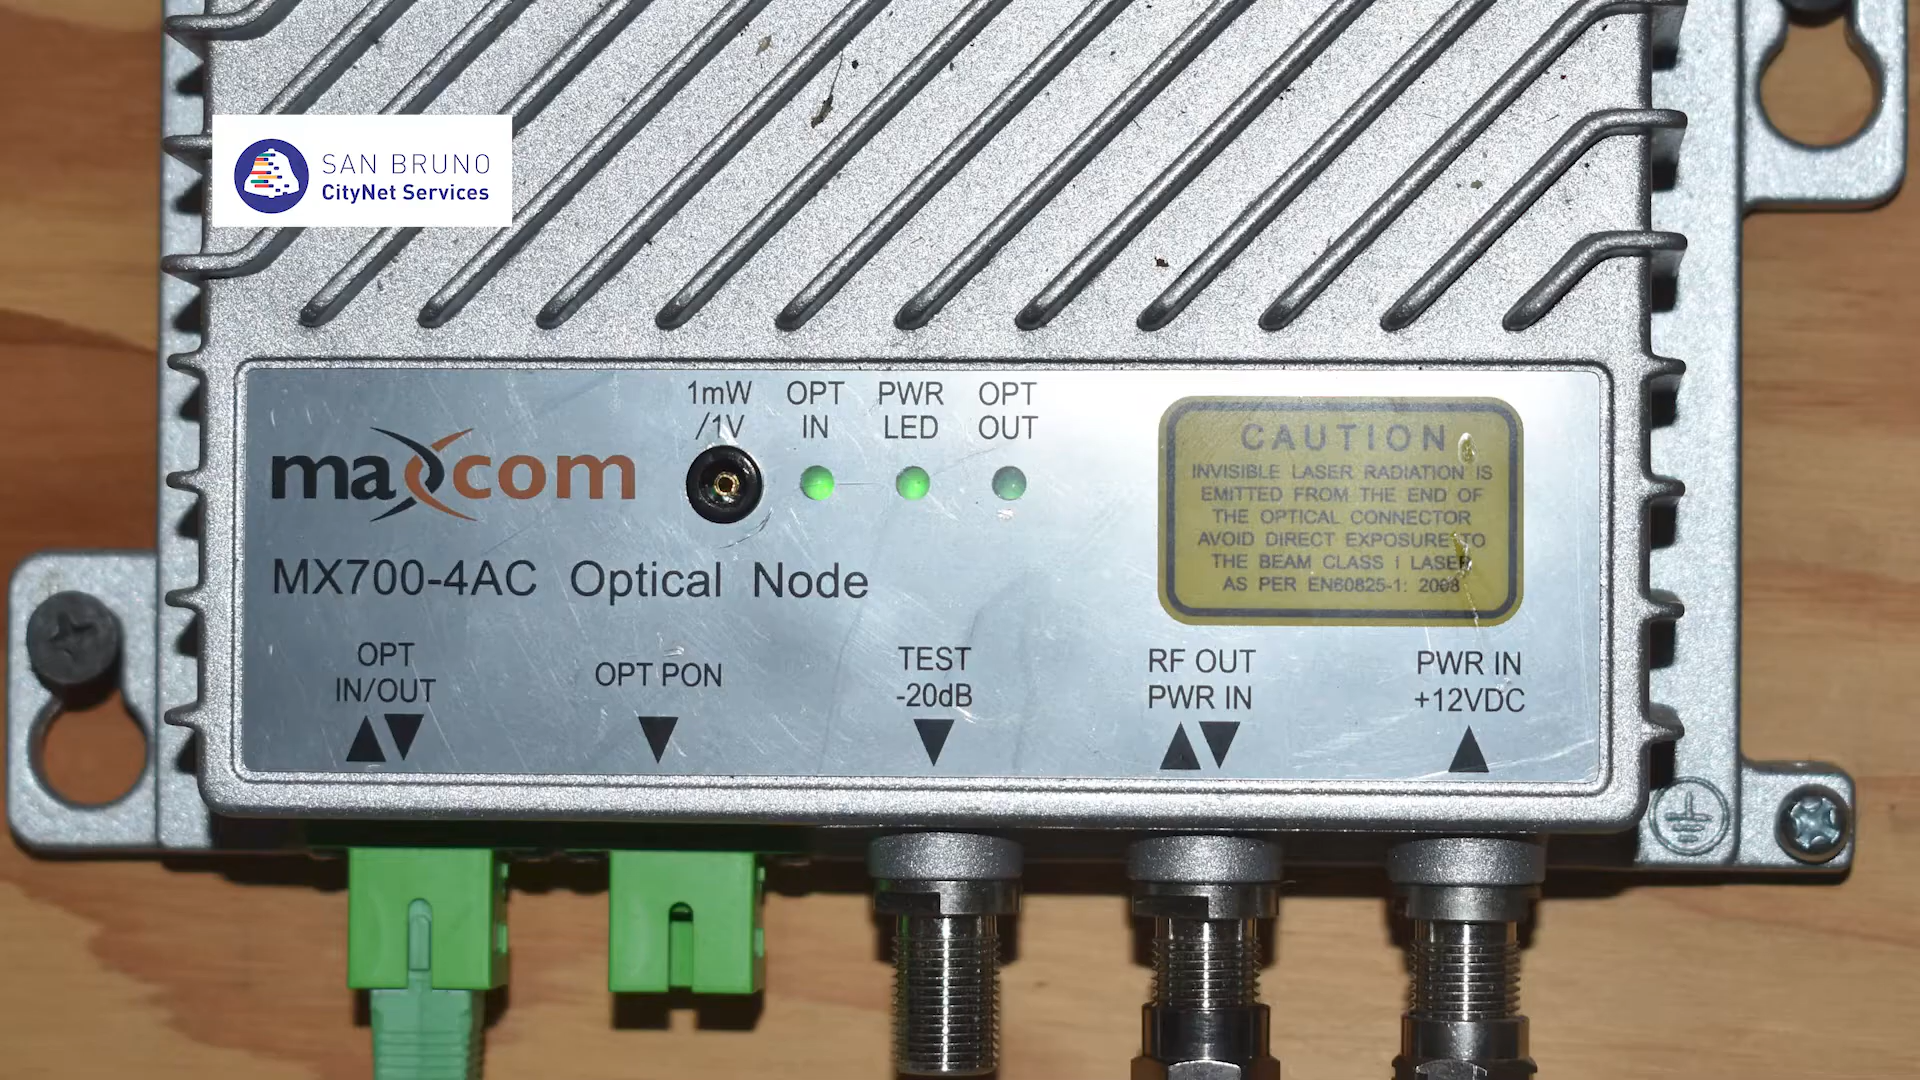 SAN BRUNO
CityNet Services
1mW
/1V
OPT
IN
PWR
LED
OPT
OUT
maxcom
MX700-4AC Optical Node
CAUTION
INVISIBLE LASER RADIATION IS
EMITTED FROM THE END OF
THE OPTICAL CONNECTOR
AVOID DIRECT EXPOSURE TO
THE BEAM CLASS I LASER
AS PER EN60825-1: 2008
OPT
IN/OUT
OPT PON
TEST
-20dB
RF OUT
PWR IN
PWR IN
+12VDC